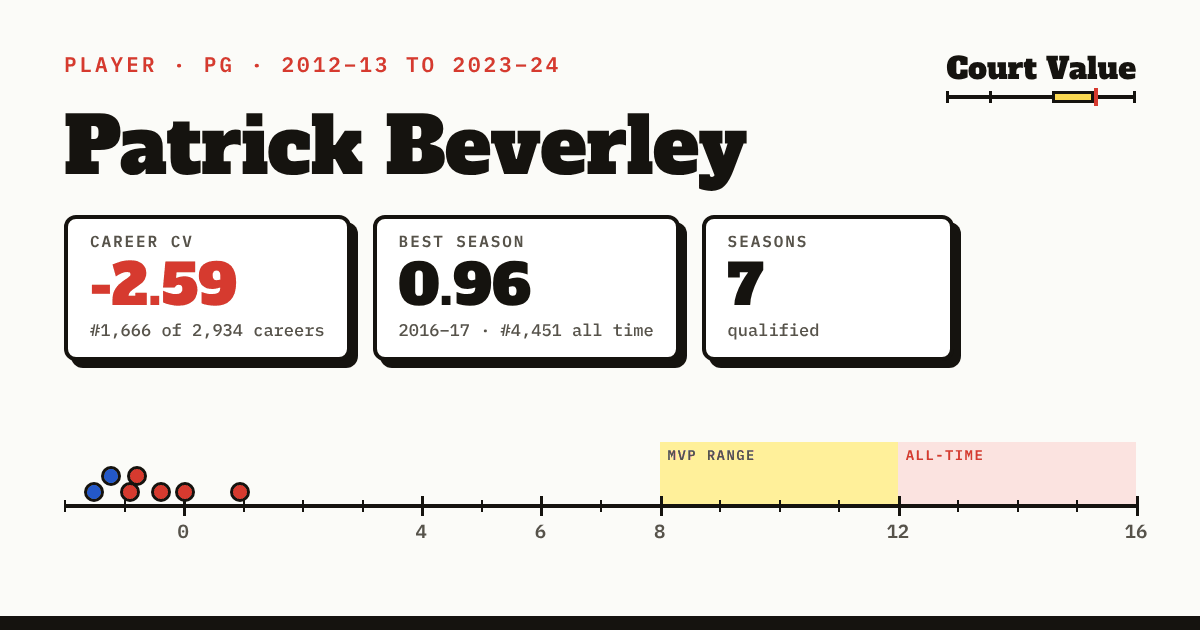 PLAYER · PG · 2012–13 TO 2023–24
Court Value
Patrick Beverley
CAREER CV
-2.59
#1,666 of 2,934 careers
BEST SEASON
0.96
2016–17 · #4,451 all time
SEASONS
7
qualified
MVP RANGE
ALL-TIME
0
4
6
8
12
16